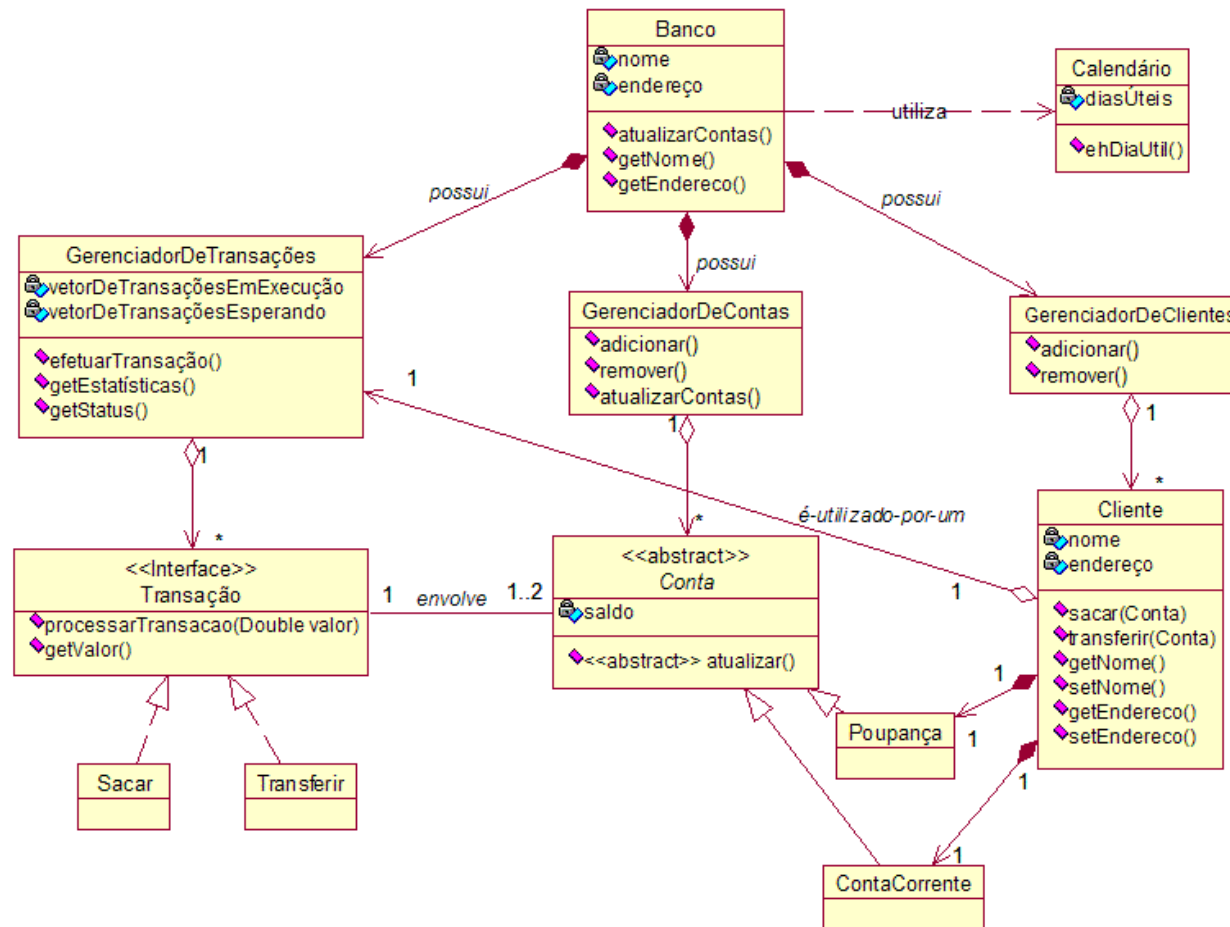 Banco
nome
endereço
atualizarContas()
getNome()
getEndereco()
Calendário
diasÚteis
ehDiaUtil()
utiliza
possui
possui
possui
GerenciadorDeTransações
vetorDeTransaçõesEmExecução
vetorDeTransaçõesEsperando
efetuarTransação()
getEstatísticas()
getStatus()
GerenciadorDeContas
adicionar()
remover()
atualizarContas()
GerenciadorDeClientes
adicionar()
remover()
1
1
1
1
*
*
*
é-utilizado-por-um
1
<<Interface>>
Transação
processarTransacao(Double valor)
getValor()
1
envolve
1..2
<<abstract>>
Conta
saldo
<<abstract>> atualizar()
Cliente
nome
endereço
sacar(Conta)
transferir(Conta)
getNome()
setNome()
getEndereco()
setEndereco()
1
1
1
1
Poupança
Sacar
Transferir
ContaCorrente